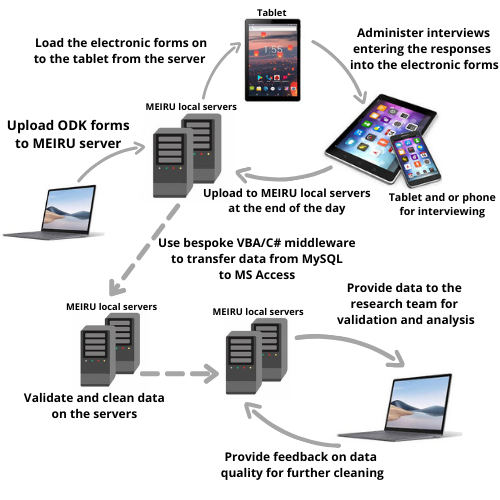 Tablet
Load the electronic forms on
to the tablet from the server
Administer interviews
entering the responses
into the electronic forms
MEIRU local servers
Upload ODK forms
to MEIRU server
Upload to MEIRU local servers
at the end of the day
Tablet and or phone
for interviewing
Use bespoke VBA/C# middleware
to transfer data from MySQL
to MS Access
Provide data to the
research team for
validation and analysis
MEIRU local servers
MEIRU local servers
Validate and clean data
on the servers
Provide feedback on data
quality for further cleaning